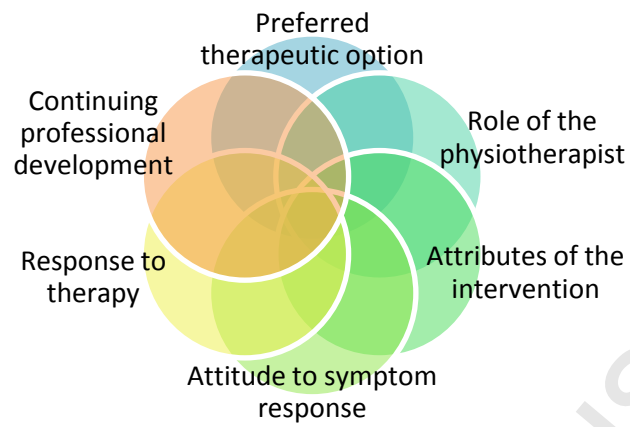 Preferred
therapeutic option
Role of the
physiotherapist
Attributes of the
intervention
Attitude to symptom
response
Response to
therapy
Continuing
professional
development